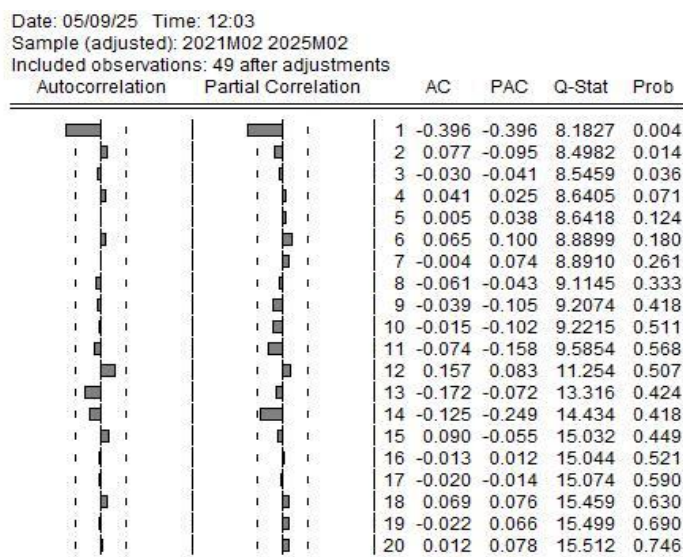 Date: 05/09/25 Time: 12:03
Sample (adjusted): 2021M02 2025M02
Included observations: 49 after adjustments
Autocorrelation Partial Correlation AC PAC Q-Stat Prob
1 -0.396 -0.396 8.1827 0.004
2 0.077 -0.095 8.4982 0.014
3 -0.030 -0.041 8.5459 0.036
4 0.041 0.025 8.6405 0.071
5 0.005 0.038 8.6418 0.124
6 0.065 0.100 8.8899 0.180
7 -0.004 0.074 8.8910 0.261
8 -0.061 -0.043 9.1145 0.333
9 -0.039 -0.105 9.2074 0.418
10 -0.015 -0.102 9.2215 0.511
11 -0.074 -0.158 9.5854 0.568
12 0.157 0.083 11.254 0.507
13 -0.172 -0.072 13.316 0.424
14 -0.125 -0.249 14.434 0.418
15 0.090 -0.055 15.032 0.449
16 -0.013 0.012 15.044 0.521
17 -0.020 -0.014 15.074 0.590
18 0.069 0.076 15.459 0.630
19 -0.022 0.066 15.499 0.690
20 0.012 0.078 15.512 0.746